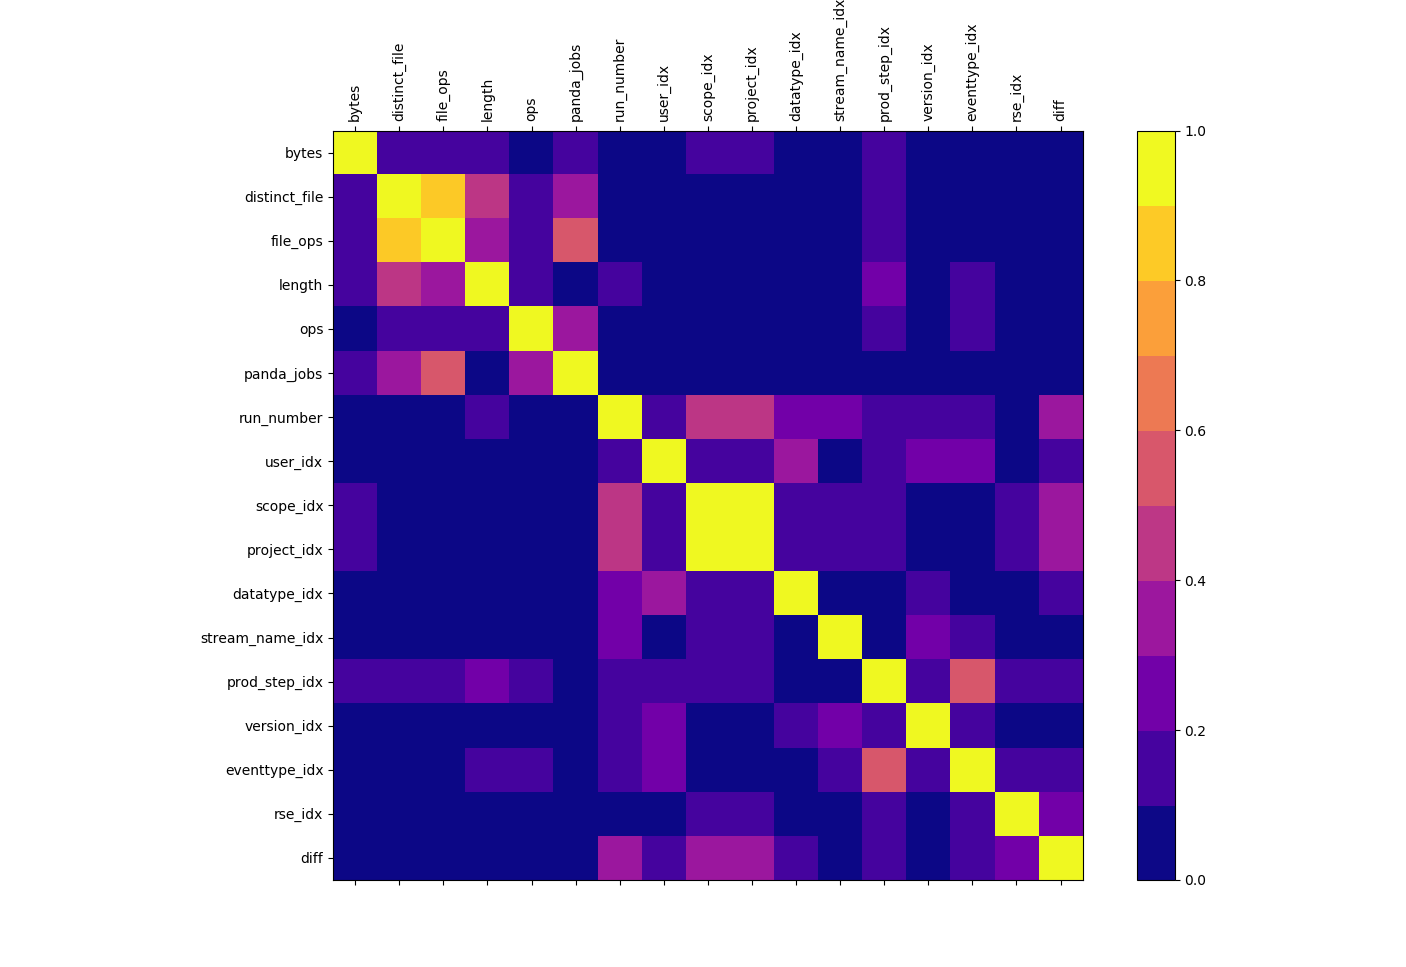 bytes
distinct_file
file_ops
length
ops
panda_jobs
run_number
user_idx
scope_idx
project_idx
datatype_idx
stream_name_idx
prod_step_idx
version_idx
eventtype_idx
rse_idx
diff
bytes
distinct_file
file_ops
length
ops
panda_jobs
run_number
user_idx
scope_idx
project_idx
datatype_idx
stream_name_idx
prod_step_idx
version_idx
eventtype_idx
rse_idx
diff
1.0
0.8
0.6
0.4
0.2
0.0